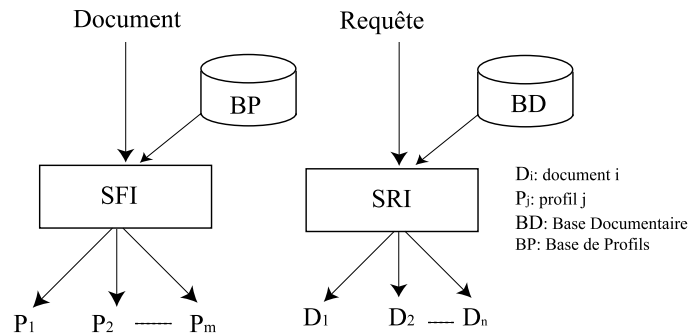 Document Requête
BP BD
SFI SRI
Di: document i
Pj: profil j
BD: Base Documentaire
BP: Base de Profils
P1 P2 Pm D1 D2 Dn